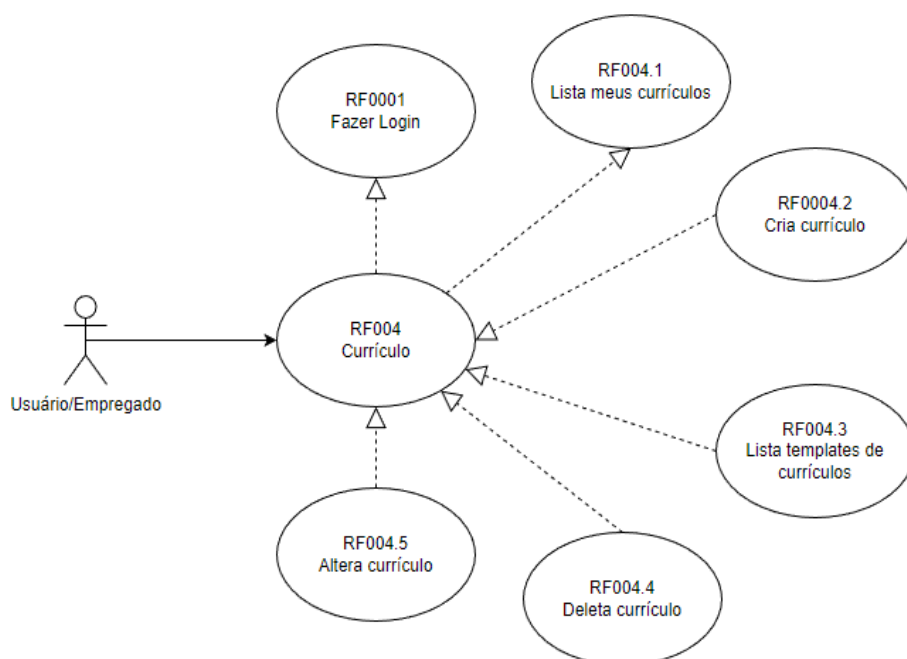 RF0001
Fazer Login
RF004.1
Lista meus currículos
RF0004.2
Cria currículo
RF004
Currículo
Usuário/Empregado
RF004.3
Lista templates de
currículos
RF004.5
Altera currículo
RF004.4
Deleta currículo